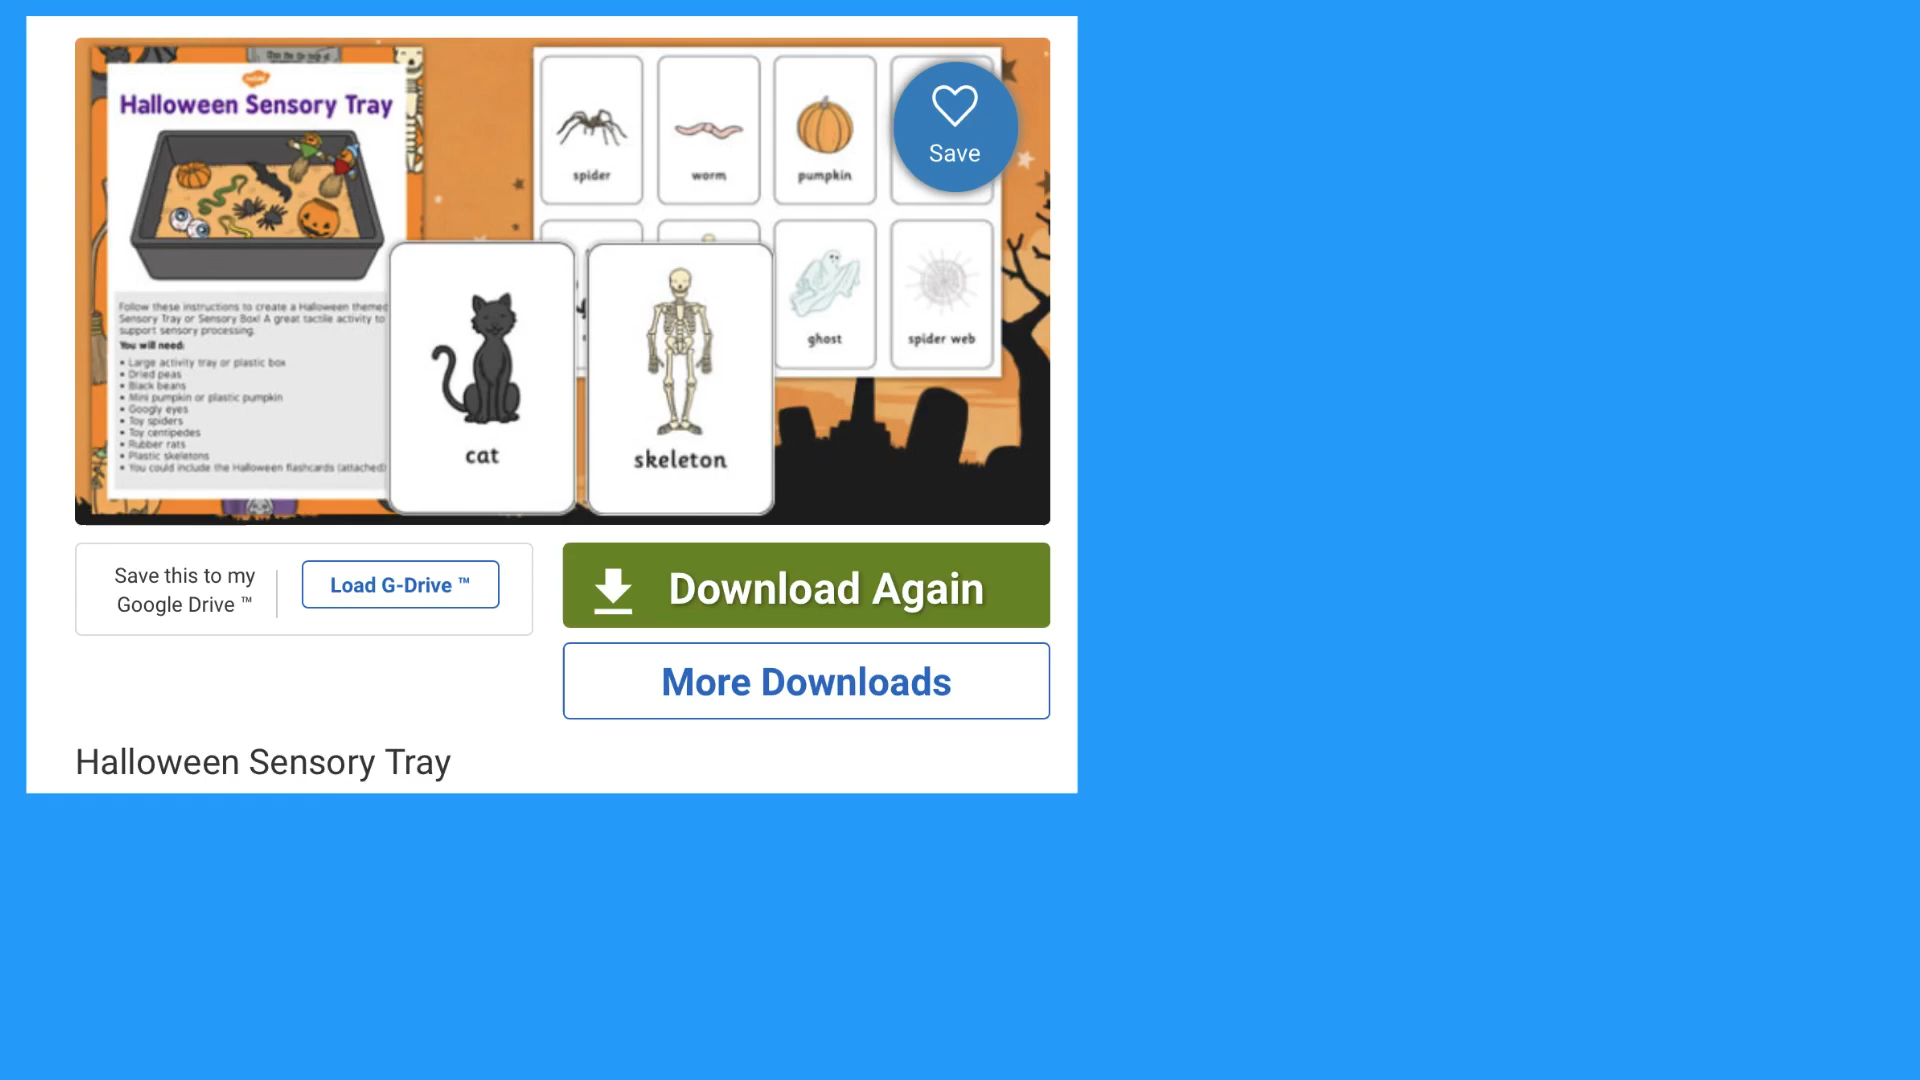 Halloween Sensory Tray
Follow these instructions to create a Halloween themed
Sensory Tray or Sensory Box! A great tactile activity to
support sensory processing.
You will need:
• Large activity tray or plastic box
• Dried peas
• Black beans
• Mini pumpkin or plastic pumpkin
• Googly eyes
• Toy spiders
• Toy centipedes
• Rubber rats
• Plastic skeletons
• You could include the Halloween flashcards (attached)
spider
worm
pumpkin
Save
ghost
spider web
cat
skeleton
Save this to my
Google Drive ™
Load G-Drive ™
Download Again
More Downloads
Halloween Sensory Tray